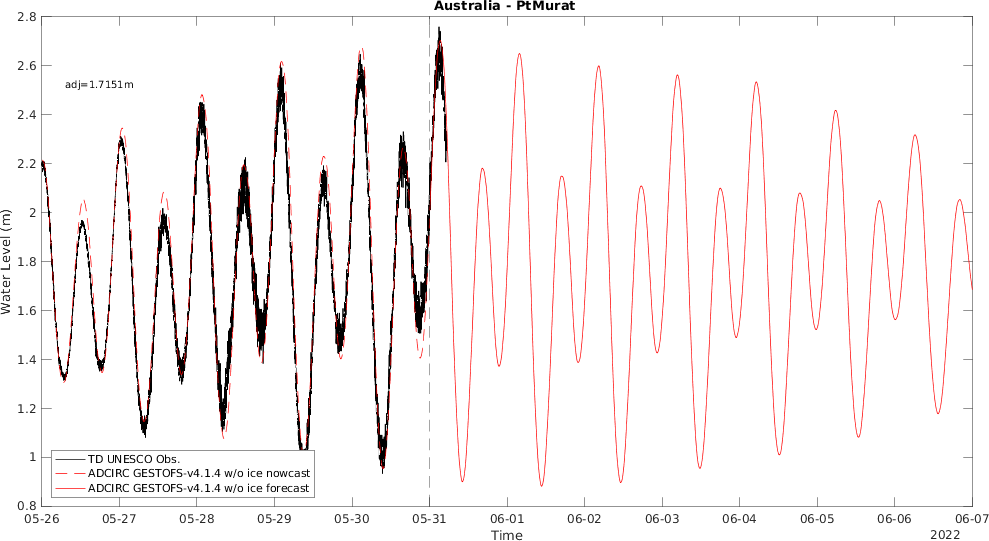 Australia - PtMurat
2.8
2.6
2.4
2.2
2
1.8
1.6
1.4
1.2
1
0.8
Water Level (m)
adj=1.7151m
TD UNESCO Obs.
ADCIRC GESTOFS-v4.1.4 w/o ice nowcast
ADCIRC GESTOFS-v4.1.4 w/o ice forecast
05-26 05-27 05-28 05-29 05-30 05-31 06-01 06-02 06-03 06-04 06-05 06-06 06-07
Time
2022